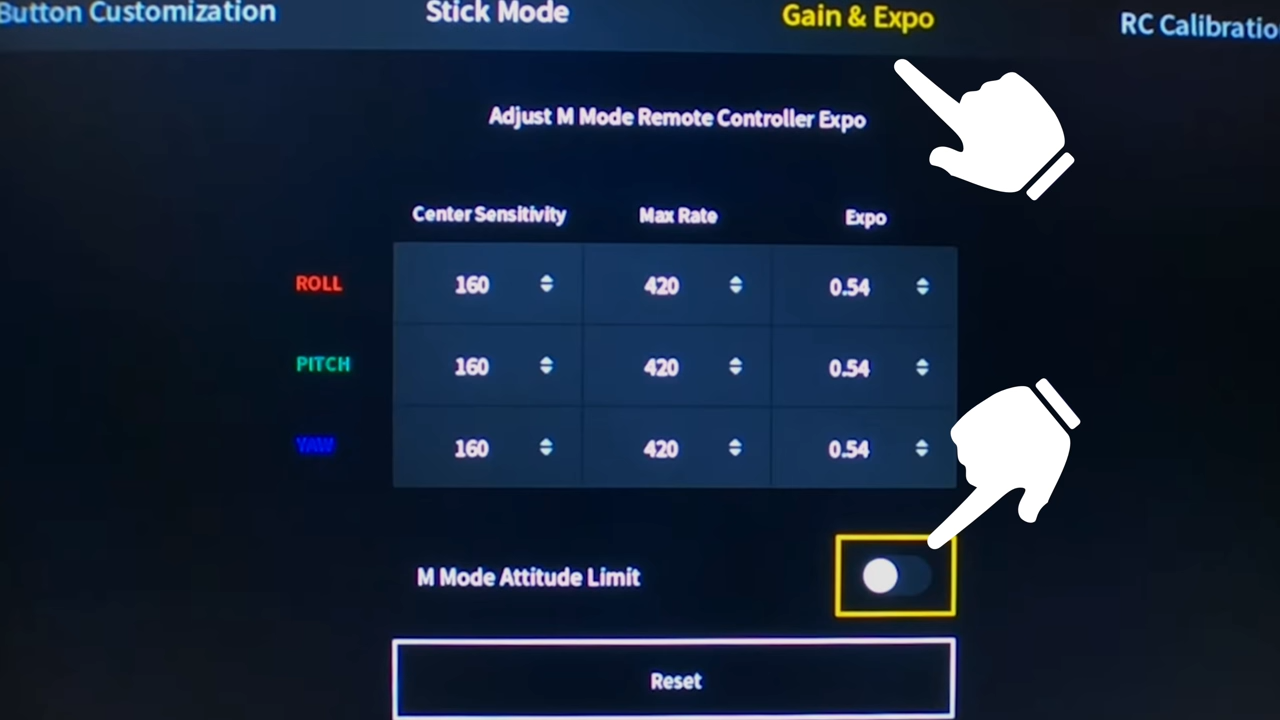 Button Customization Stick Mode Gain & Expo RC Calibratio
Adjust M Mode Remote Controller Expo
Center Sensitivity Max Rate Expo
ROLL 160 420 0.54
PITCH 160 420 0.54
YAW 160 420 0.54
M Mode Attitude Limit
Reset